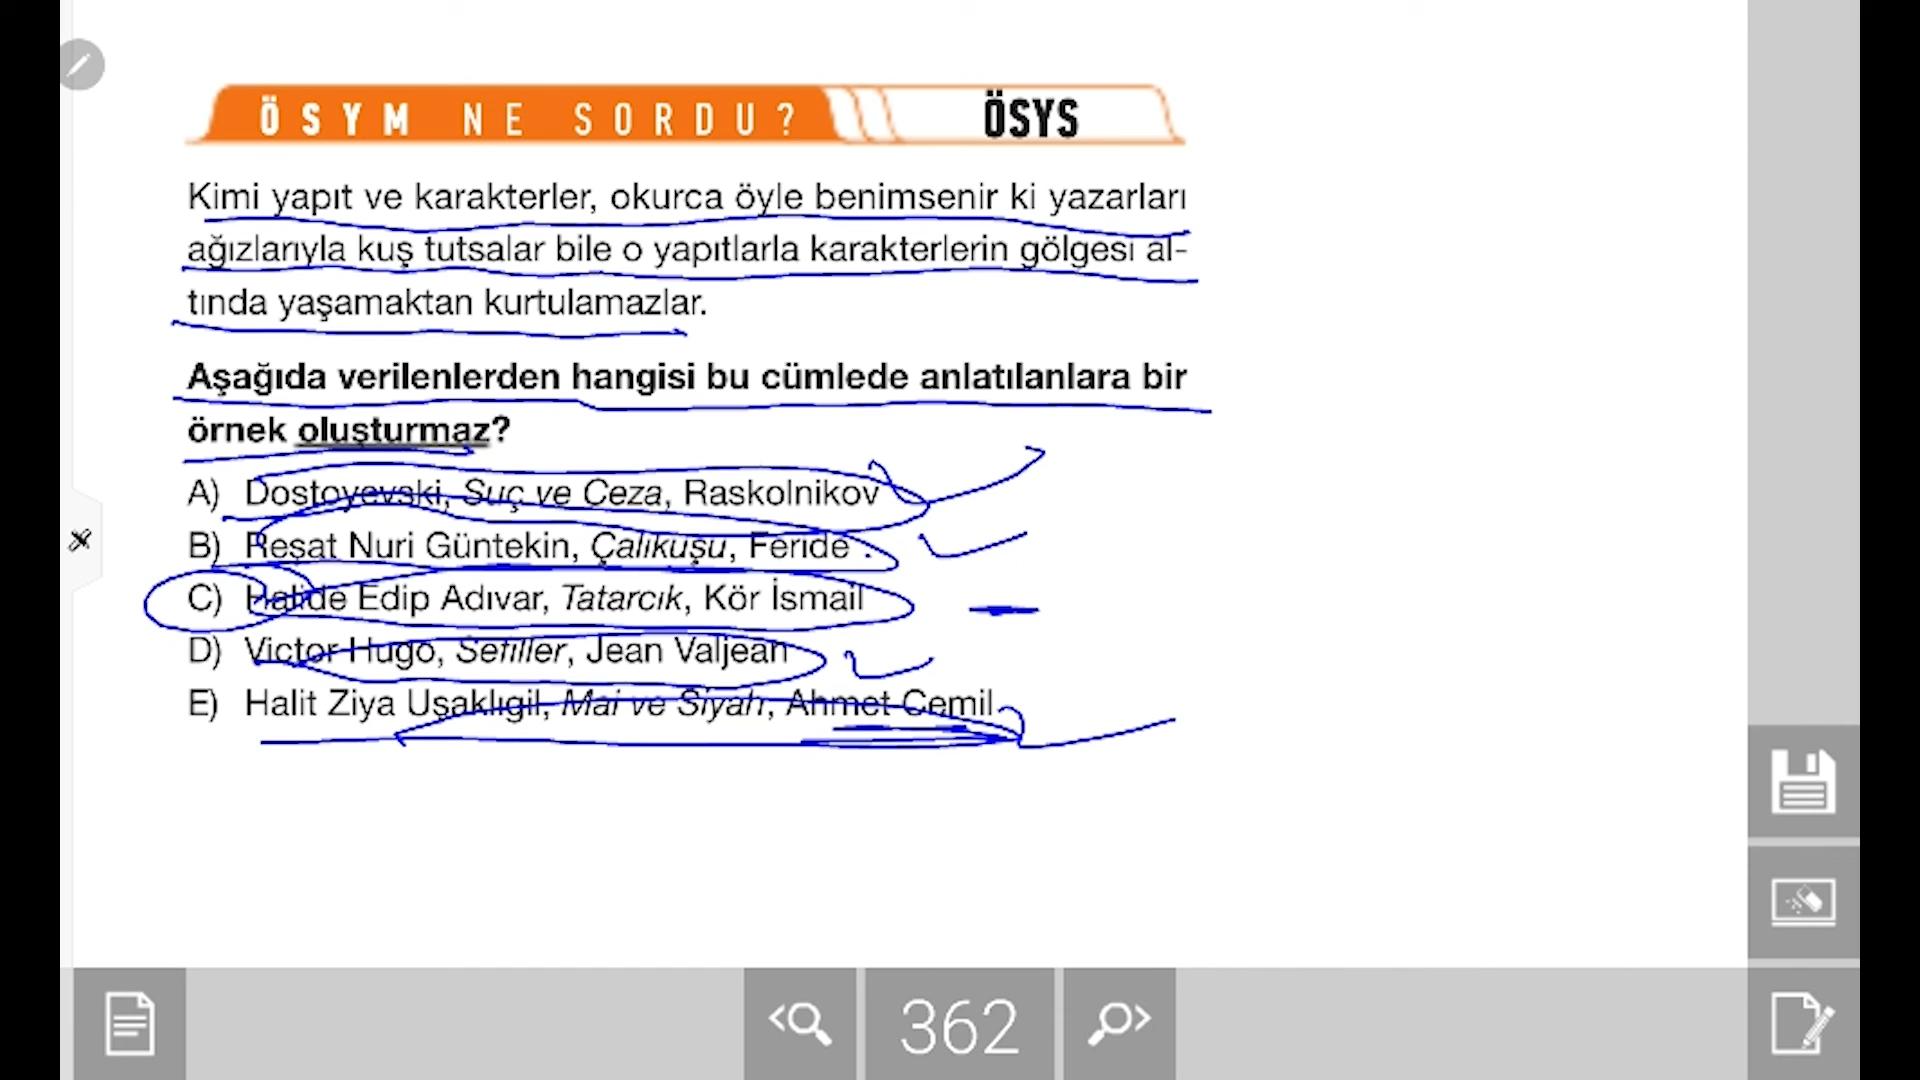 ÖSYM NE SORDU? ÖSYS
Kimi yapıt ve karakterler, okurca öyle benimsenir ki yazarları
ağızlarıyla kuş tutsalar bile o yapıtlarla karakterlerin gölgesi al-
tında yaşamaktan kurtulamazlar.
Aşağıda verilenlerden hangisi bu cümlede anlatılanlara bir
örnek oluşturmaz?
A) Dostoyevski, Suç ve Ceza, Raskolnikov
B) Reşat Nuri Güntekin, Çalıkuşu, Feride
C) Halide Edip Adıvar, Tatarcık, Kör İsmail
D) Victor Hugo, Sefiller, Jean Valjean
E) Halit Ziya Uşaklıgil, Mai ve Siyah, Ahmet Cemil
362